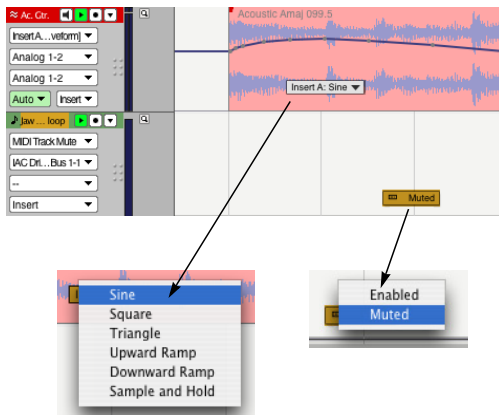 Ac. Gtr.
Acoustic Amaj 099.5
Insert A...veform]
Analog 1-2
Analog 1-2
Auto
Insert
Insert A: Sine
Jaw ... loop
MIDI Track Mute
IAC Dri...Bus 1-1
--
Insert
Muted
Sine
Square
Triangle
Upward Ramp
Downward Ramp
Sample and Hold
Enabled
Muted